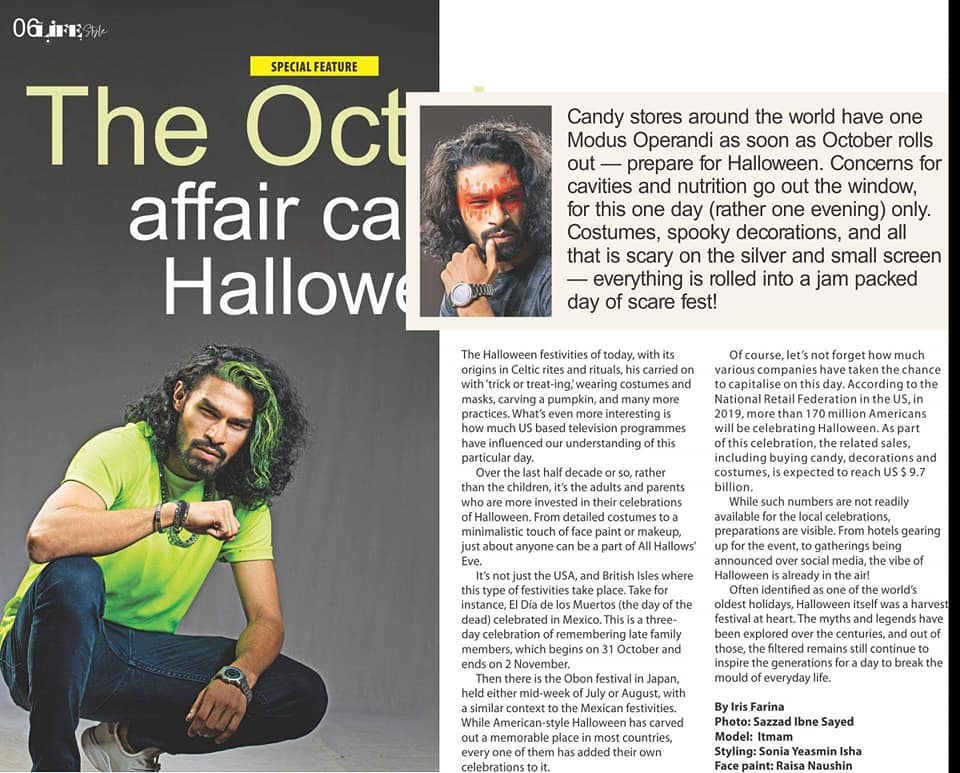 06 LiFE Style
SPECIAL FEATURE
The Oct
affair ca
Hallowe
Candy stores around the world have one
Modus Operandi as soon as October rolls
out — prepare for Halloween. Concerns for
cavities and nutrition go out the window,
for this one day (rather one evening) only.
Costumes, spooky decorations, and all
that is scary on the silver and small screen
— everything is rolled into a jam packed
day of scare fest!
The Halloween festivities of today, with its
origins in Celtic rites and rituals, his carried on
with ‘trick or treat-ing,’ wearing costumes and
masks, carving a pumpkin, and many more
practices. What’s even more interesting is
how much US based television programmes
have influenced our understanding of this
particular day.
Over the last half decade or so, rather
than the children, it’s the adults and parents
who are more invested in their celebrations
of Halloween. From detailed costumes to a
minimalistic touch of face paint or makeup,
just about anyone can be a part of All Hallows’
Eve.
It’s not just the USA, and British Isles where
this type of festivities take place. Take for
instance, El Día de los Muertos (the day of the
dead) celebrated in Mexico. This is a three-
day celebration of remembering late family
members, which begins on 31 October and
ends on 2 November.
Then there is the Obon festival in Japan,
held either mid-week of July or August, with
a similar context to the Mexican festivities.
While American-style Halloween has carved
out a memorable place in most countries,
every one of them has added their own
celebrations to it.
Of course, let’s not forget how much
various companies have taken the chance
to capitalise on this day. According to the
National Retail Federation in the US, in
2019, more than 170 million Americans
will be celebrating Halloween. As part
of this celebration, the related sales,
including buying candy, decorations and
costumes, is expected to reach US $ 9.7
billion.
While such numbers are not readily
available for the local celebrations,
preparations are visible. From hotels gearing
up for the event, to gatherings being
announced over social media, the vibe of
Halloween is already in the air!
Often identified as one of the world’s
oldest holidays, Halloween itself was a harvest
festival at heart. The myths and legends have
been explored over the centuries, and out of
those, the filtered remains still continue to
inspire the generations for a day to break the
mould of everyday life.
By Iris Farina
Photo: Sazzad Ibne Sayed
Model: Itmam
Styling: Sonia Yeasmin Isha
Face paint: Raisa Naushin